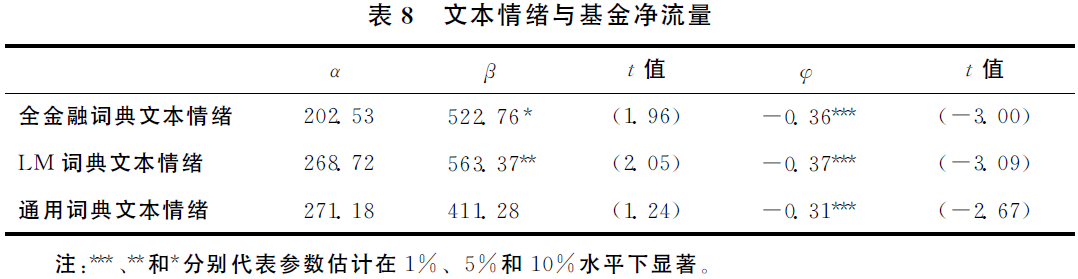 表 8 文本情绪与基金净流量
α β t 值 φ t 值
全金融词典文本情绪 202.53 522.76* (1.96) −0.36*** (−3.00)
LM 词典文本情绪 268.72 563.37** (2.05) −0.37*** (−3.09)
通用词典文本情绪 271.18 411.28 (1.24) −0.31*** (−2.67)
注:***、**和*分别代表参数估计在 1%、5%和 10%水平下显著。